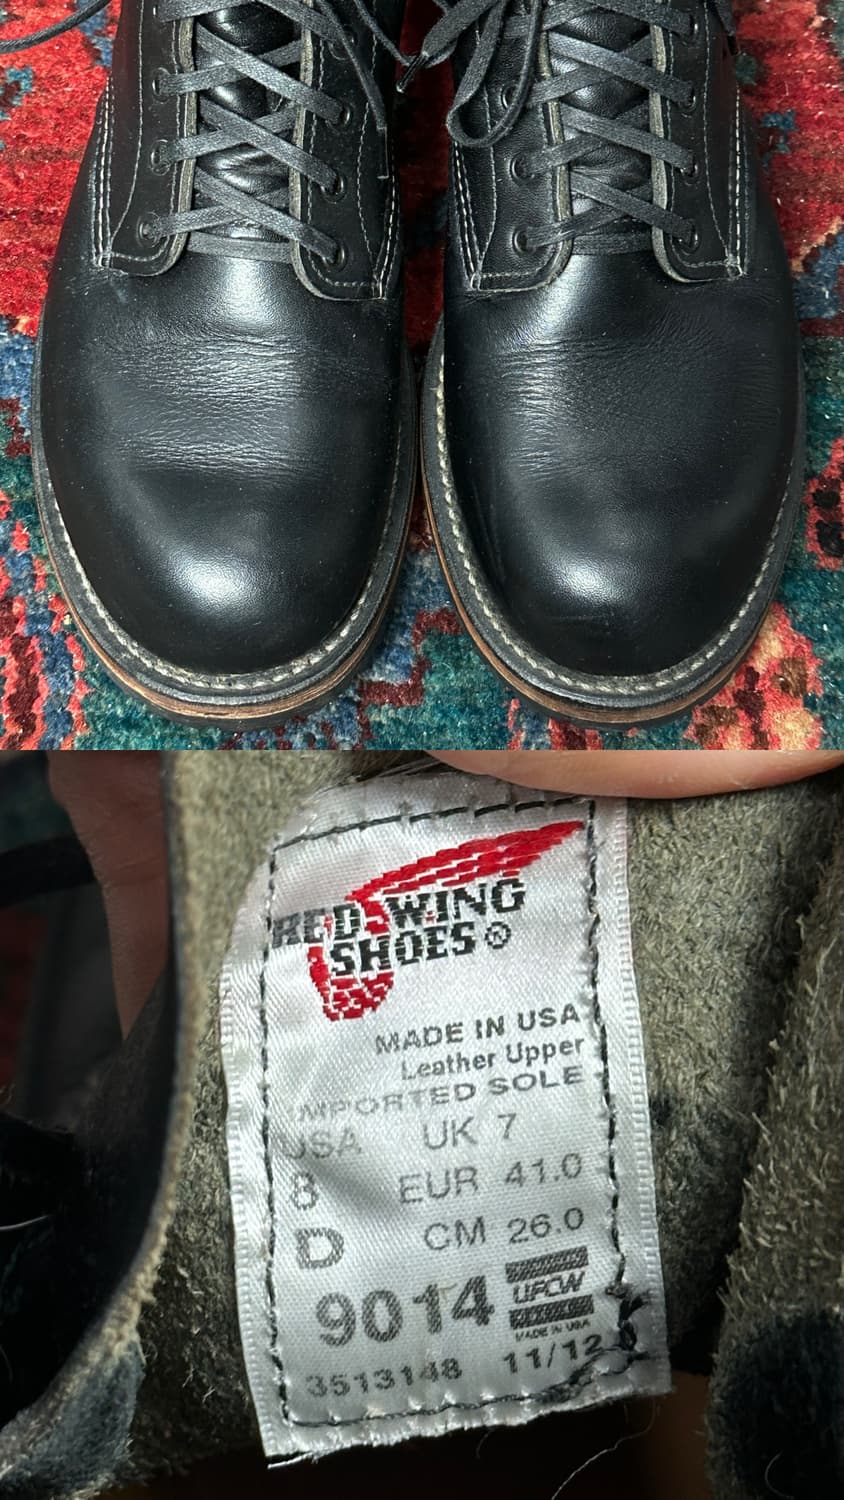 RED WING
SHOES®
MADE IN USA
Leather Upper
IMPORTED SOLE
USA UK 7
8 EUR 41.0
D CM 26.0
9014 UFCW
MADE IN USA
3513148 11/12